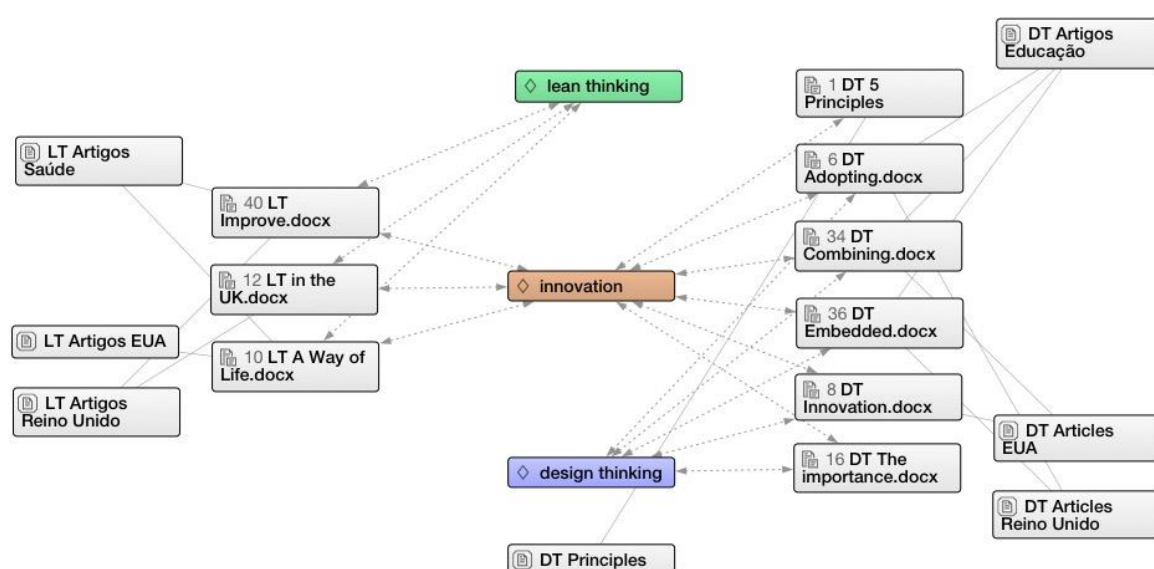 DT Artigos
Educação
lean thinking
1 DT 5
Principles
LT Artigos
Saúde
6 DT
Adopting.docx
40 LT
Improve.docx
34 DT
Combining.docx
12 LT in the
UK.docx
innovation
36 DT
Embedded.docx
LT Artigos EUA
10 LT A Way of
Life.docx
LT Artigos
Reino Unido
8 DT
Innovation.docx
DT Articles
EUA
design thinking
16 DT The
importance.docx
DT Articles
Reino Unido
DT Principles